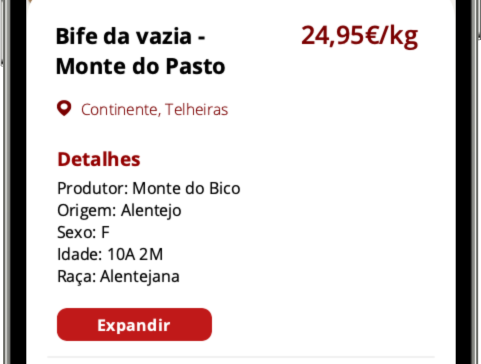 Bife da vazia -
Monte do Pasto
24,95€/kg
Continente, Telheiras
Detalhes
Produtor: Monte do Bico
Origem: Alentejo
Sexo: F
Idade: 10A 2M
Raça: Alentejana
Expandir